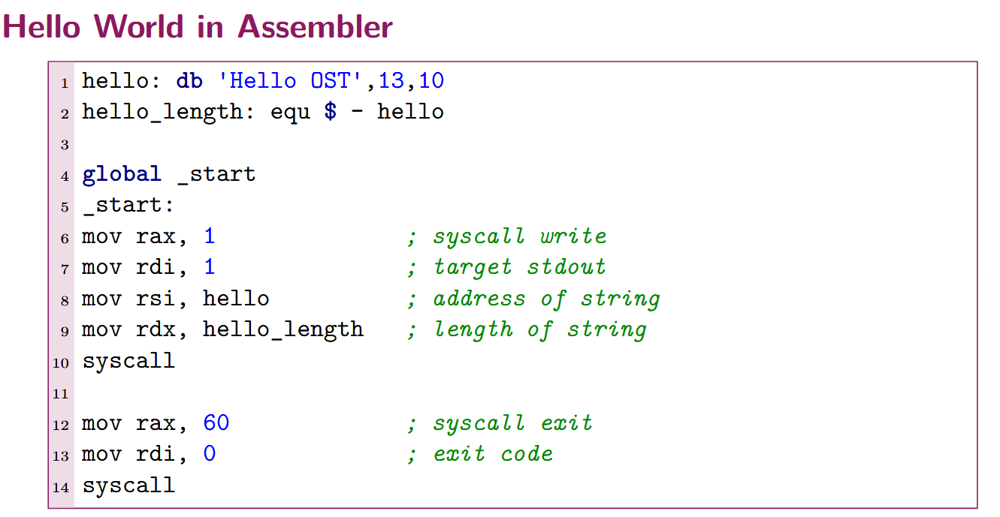 Hello World in Assembler
1 hello: db 'Hello OST',13,10
2 hello_length: equ $ - hello
3
4 global _start
5 _start:
6 mov rax, 1 ; syscall write
7 mov rdi, 1 ; target stdout
8 mov rsi, hello ; address of string
9 mov rdx, hello_length ; length of string
10 syscall
11
12 mov rax, 60 ; syscall exit
13 mov rdi, 0 ; exit code
14 syscall